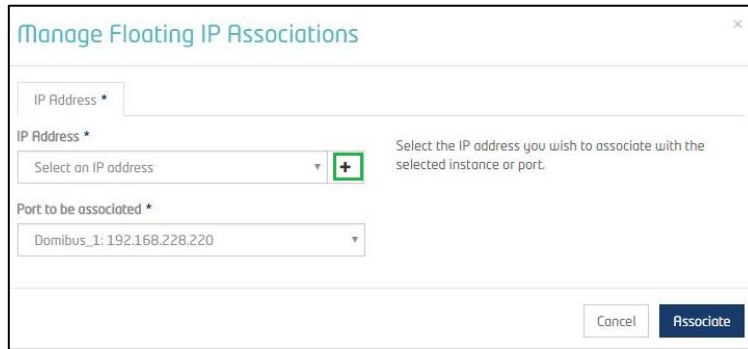 Manage Floating IP Associations
×
IP Address *
IP Address *
Select an IP address
+
Select the IP address you wish to associate with the
selected instance or port.
Port to be associated *
Domibus_1: 192.168.228.220
Cancel
Associate